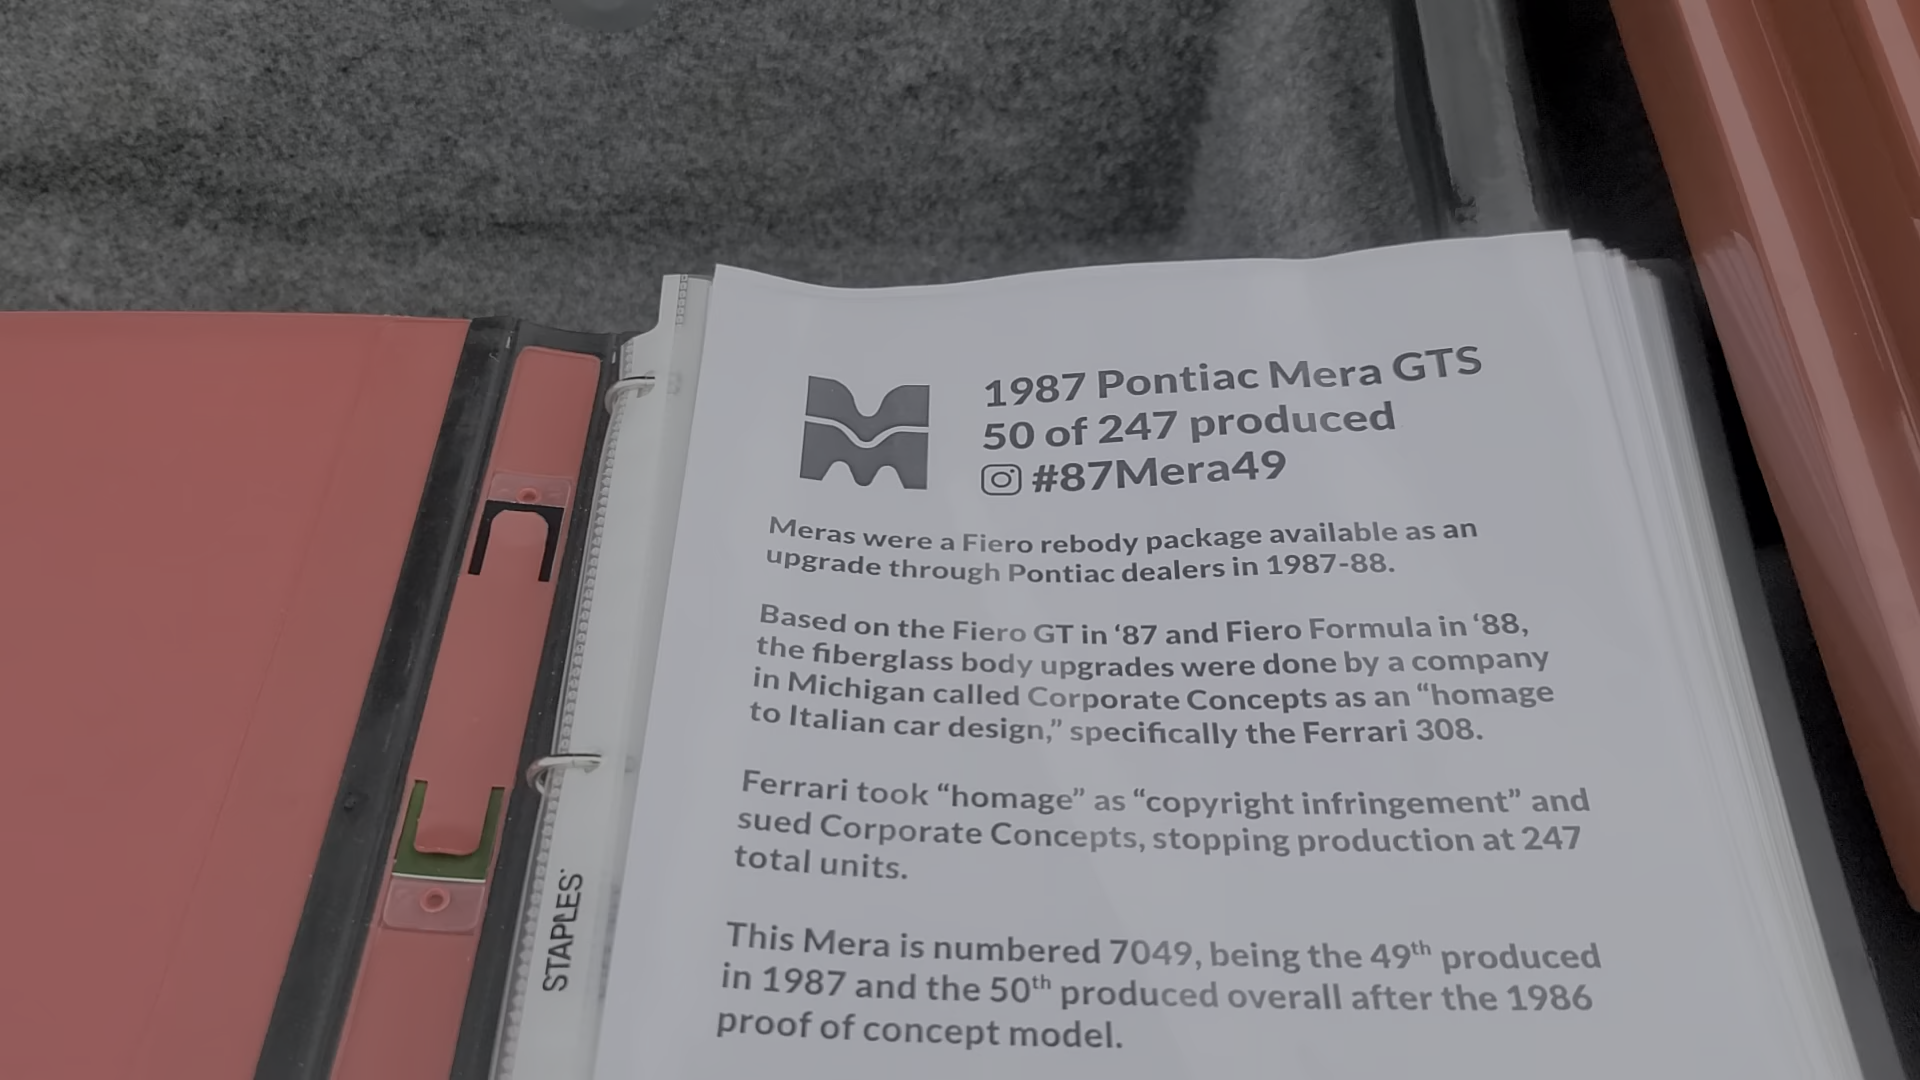 1987 Pontiac Mera GTS
50 of 247 produced
#87Mera49
Meras were a Fiero rebody package available as an
upgrade through Pontiac dealers in 1987-88.
Based on the Fiero GT in ‘87 and Fiero Formula in ‘88,
the fiberglass body upgrades were done by a company
in Michigan called Corporate Concepts as an “homage
to Italian car design,” specifically the Ferrari 308.
Ferrari took “homage” as “copyright infringement” and
sued Corporate Concepts, stopping production at 247
total units.
This Mera is numbered 7049, being the 49th produced
in 1987 and the 50th produced overall after the 1986
proof of concept model.
STAPLES